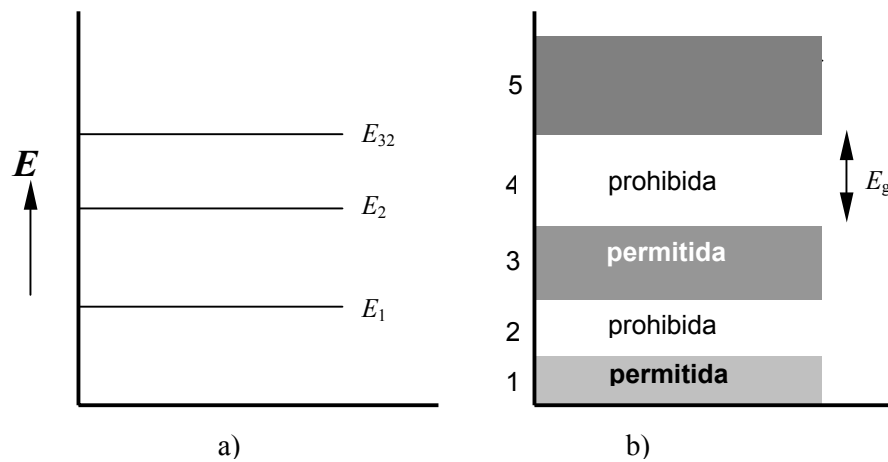 E
E32
E2
E1
a)
5
4
prohibida
Eg
3
permitida
2
prohibida
1
permitida
b)